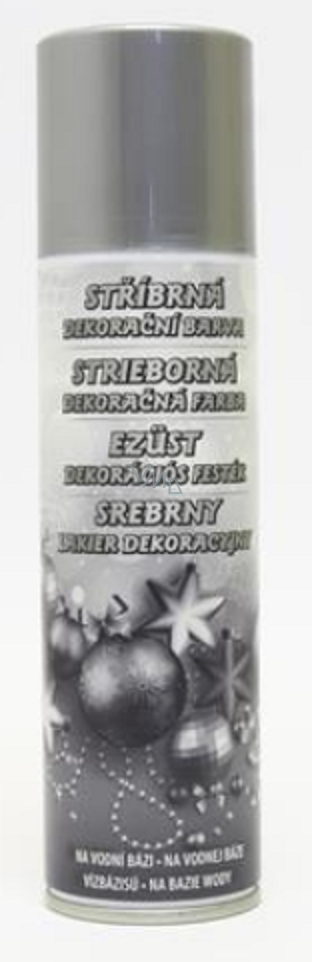 STŘÍBRNÁ
DEKORAČNÍ BARVA
STRIEBORNÁ
DEKORAČNÁ FARBA
EZÜST
DEKORÁCIÓS FESTÉK
SREBRNY
LAKIER DEKORACYJNY
NA VODNÍ BÁZI - NA VODNEJ BÁZE
VÍZBÁZISÚ - NA BAZIE WODY